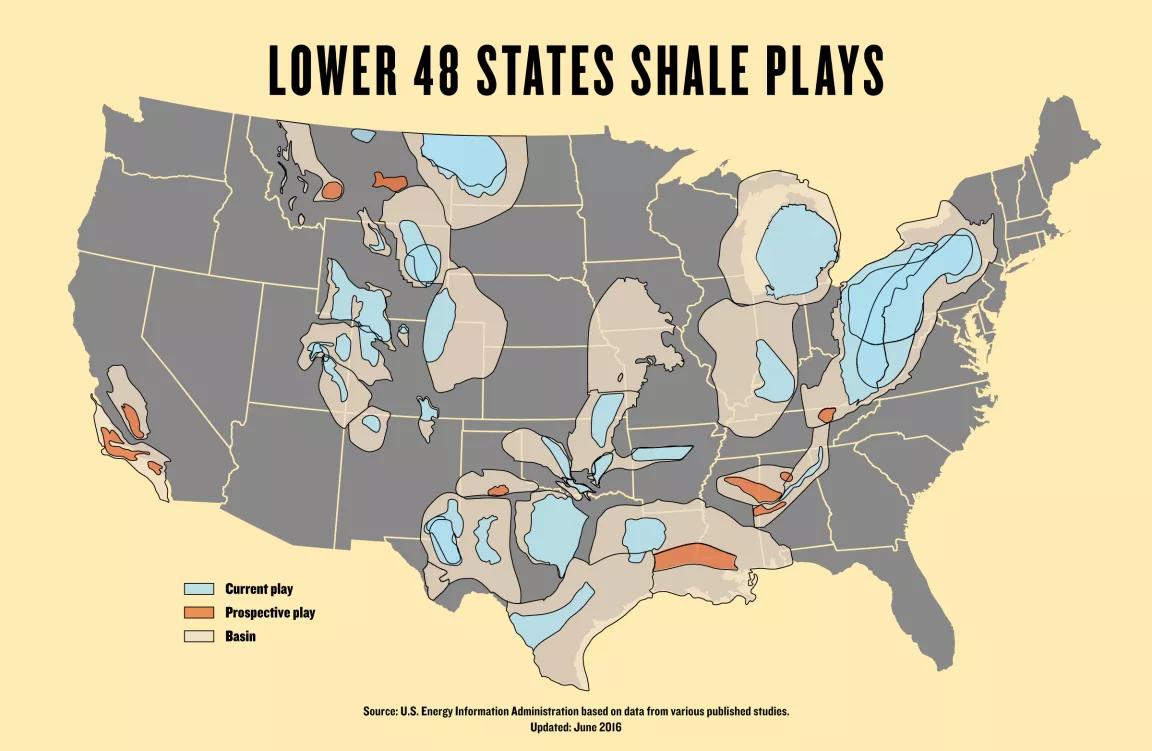 LOWER 48 STATES SHALE PLAYS
Current play
Prospective play
Basin
Source: U.S. Energy Information Administration based on data from various published studies.
Updated: June 2016